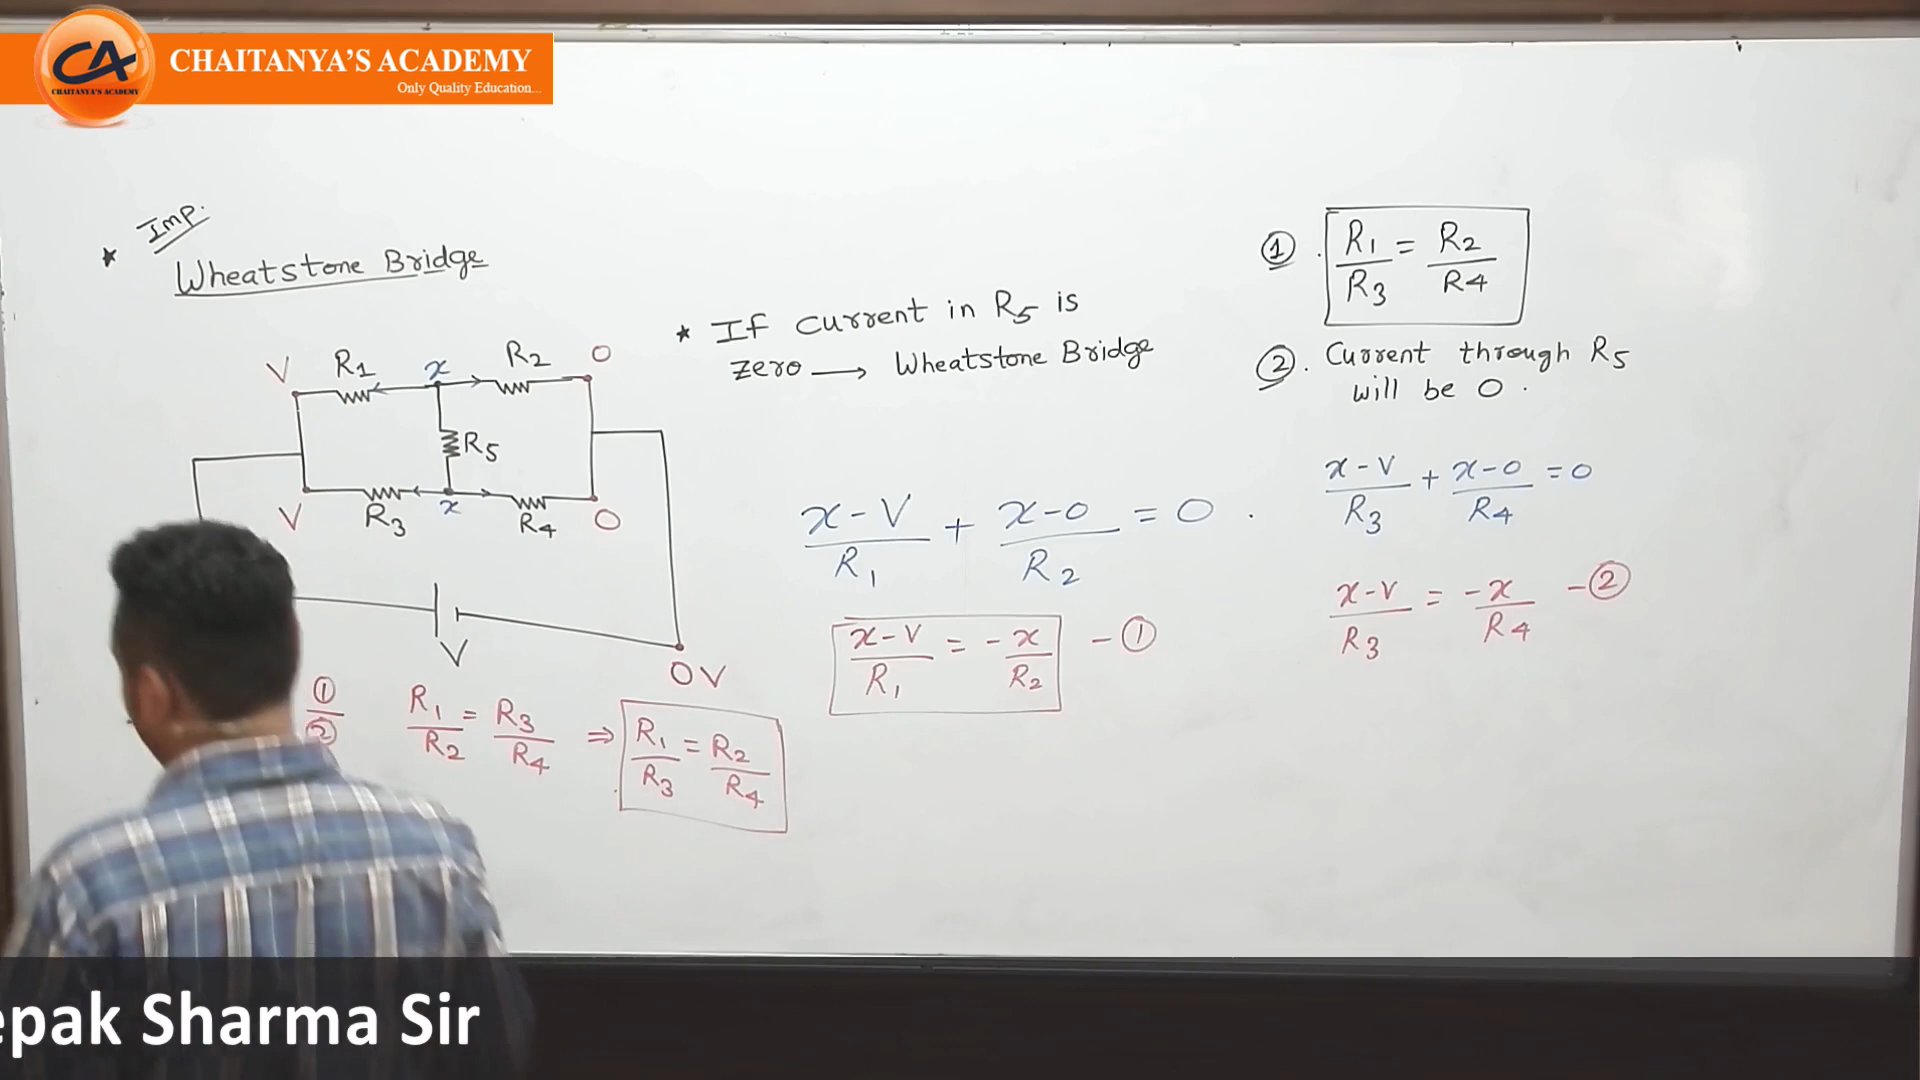 CA
CHAITANYA'S ACADEMY
CHAITANYA'S ACADEMY
Only Quality Education...
* Imp.
Wheatstone Bridge
V R1 x R2 0
R5
V R3 x R4 0
V
0V
* If current in R5 is
zero → Wheatstone Bridge
(x-V)/R1 + (x-0)/R2 = 0 .
(x-V)/R1 = -x/R2 - ①
①. R1/R3 = R2/R4
②. Current through R5
will be 0 .
(x-V)/R3 + (x-0)/R4 = 0
(x-V)/R3 = -x/R4 - ②
①/② R1/R2 = R3/R4 ⇒ R1/R3 = R2/R4
epak Sharma Sir